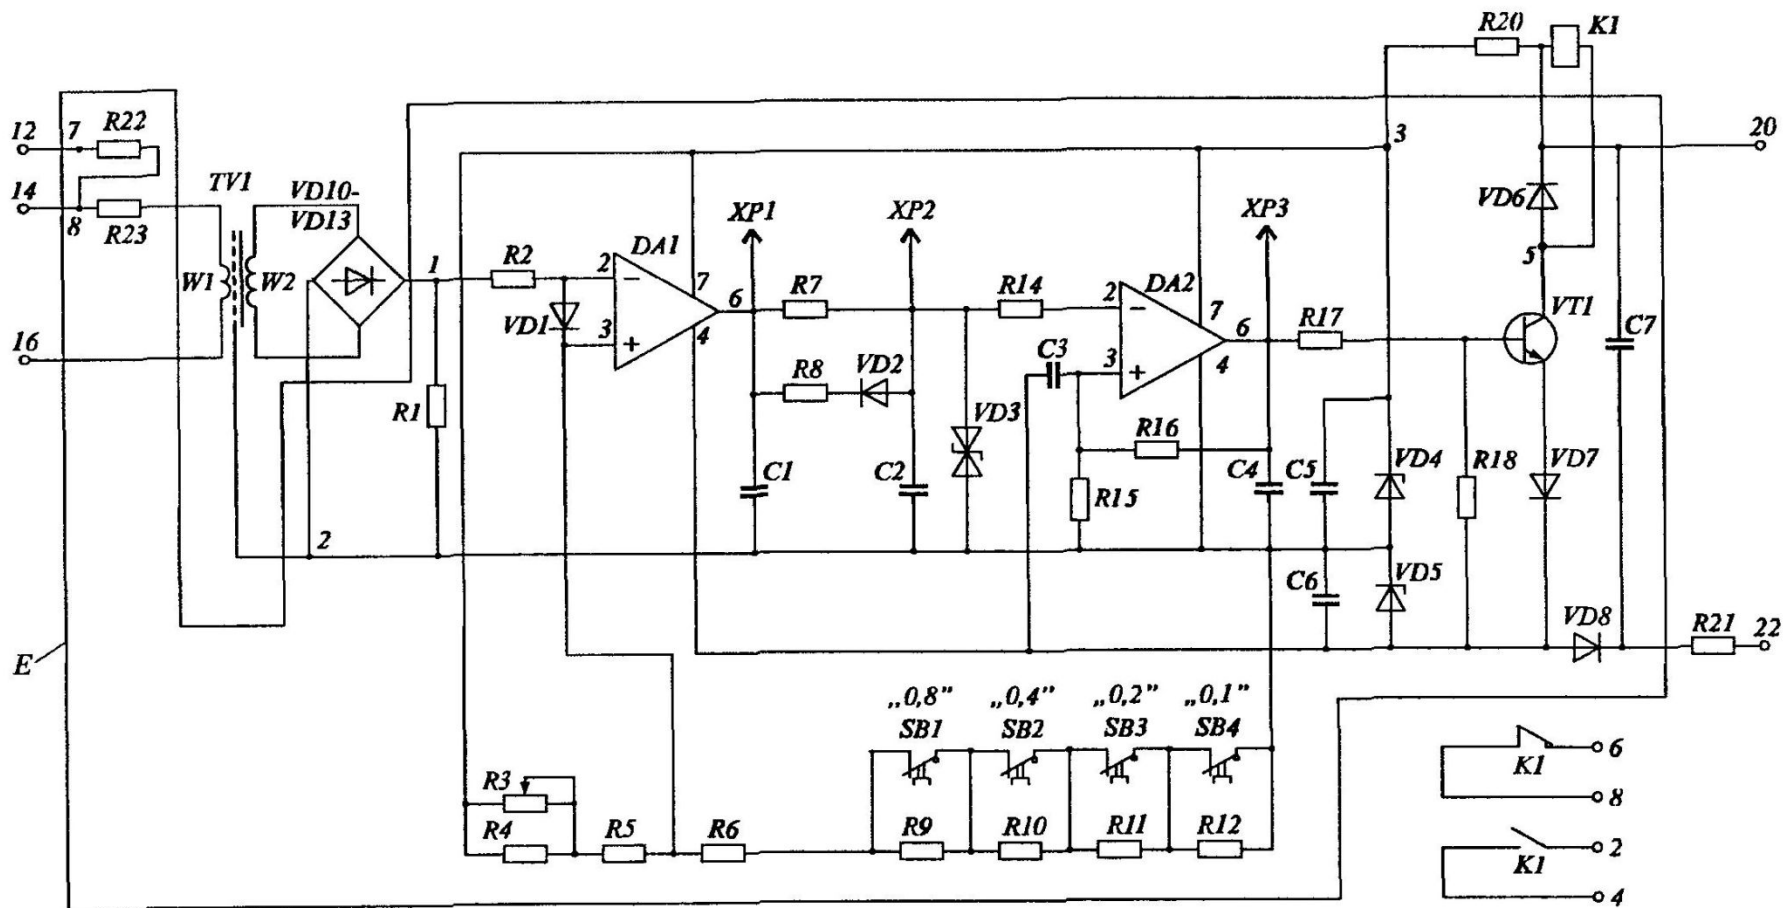 R20
K1
12
7
R22
3
20
14
TV1
VD10-
VD13
8
R23
XP1
XP2
XP3
VD6
5
DA1
DA2
R2
1
2
−
7
6
R7
R14
2
−
7
6
R17
VT1
C7
W1
W2
VD1
3
+
4
C3
3
+
4
16
R8
VD2
VD3
R1
R16
C1
C2
R15
C4
C5
VD4
R18
VD7
2
C6
VD5
VD8
R21
22
E
„0,8”
„0,4”
„0,2”
„0,1”
SB1
SB2
SB3
SB4
6
K1
8
R3
R4
R5
R6
R9
R10
R11
R12
2
K1
4